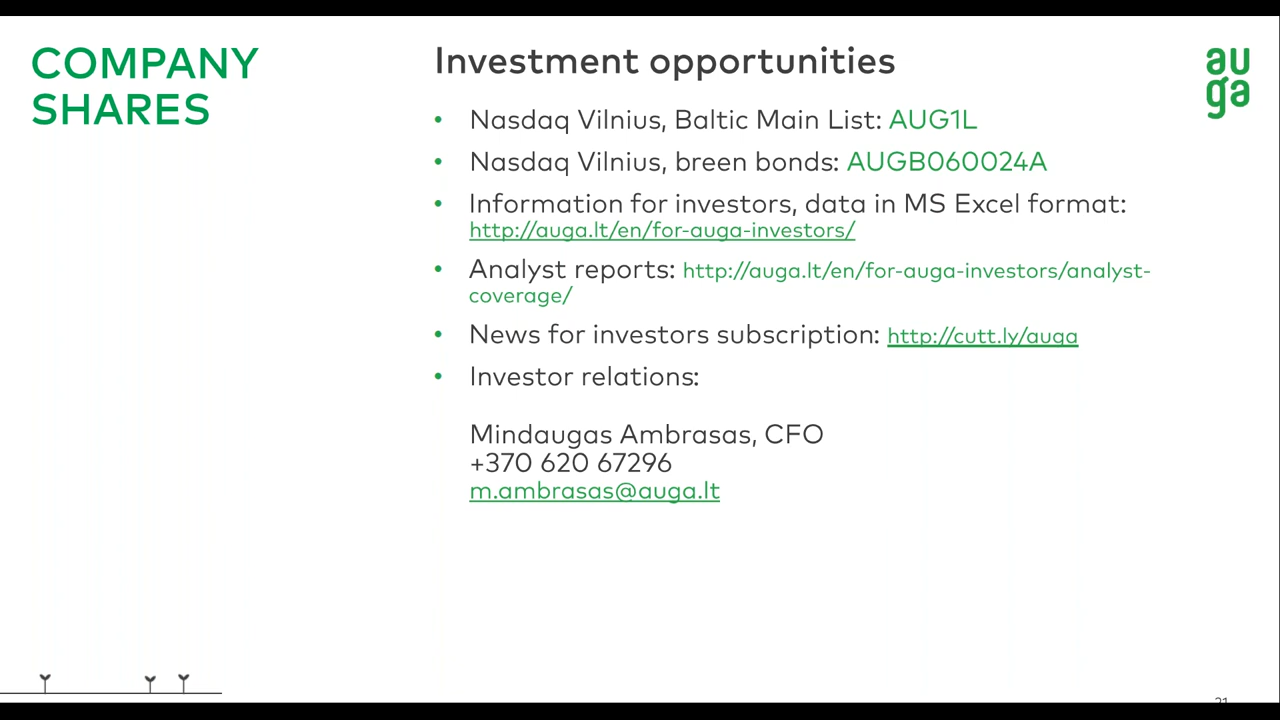 COMPANY
SHARES
Investment opportunities
au
ga
• Nasdaq Vilnius, Baltic Main List: AUG1L
• Nasdaq Vilnius, breen bonds: AUGB060024A
• Information for investors, data in MS Excel format:
http://auga.lt/en/for-auga-investors/
• Analyst reports: http://auga.lt/en/for-auga-investors/analyst-
coverage/
• News for investors subscription: http://cutt.ly/auga
• Investor relations:
Mindaugas Ambrasas, CFO
+370 620 67296
m.ambrasas@auga.lt